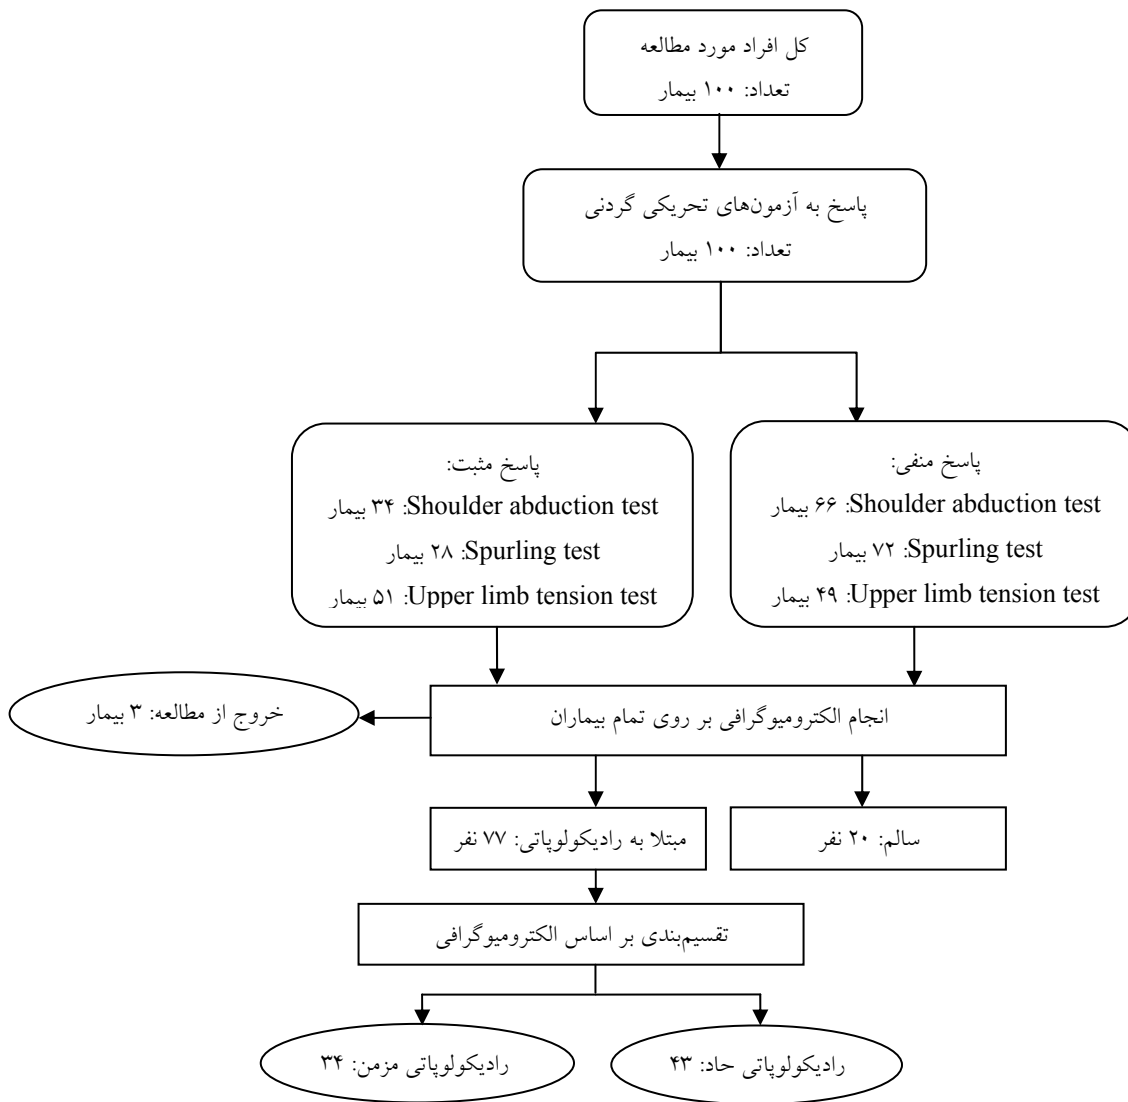 کل افراد مورد مطالعه
تعداد: ۱۰۰ بیمار
پاسخ به آزمون‌های تحریکی گردنی
تعداد: ۱۰۰ بیمار
پاسخ منفی:
Shoulder abduction test: ۶۶ بیمار
Spurling test: ۷۲ بیمار
Upper limb tension test: ۴۹ بیمار
پاسخ مثبت:
Shoulder abduction test: ۳۴ بیمار
Spurling test: ۲۸ بیمار
Upper limb tension test: ۵۱ بیمار
انجام الکترومیوگرافی بر روی تمام بیماران
خروج از مطالعه: ۳ بیمار
سالم: ۲۰ نفر
مبتلا به رادیکولوپاتی: ۷۷ نفر
تقسیم‌بندی بر اساس الکترومیوگرافی
رادیکولوپاتی حاد: ۴۳
رادیکولوپاتی مزمن: ۳۴